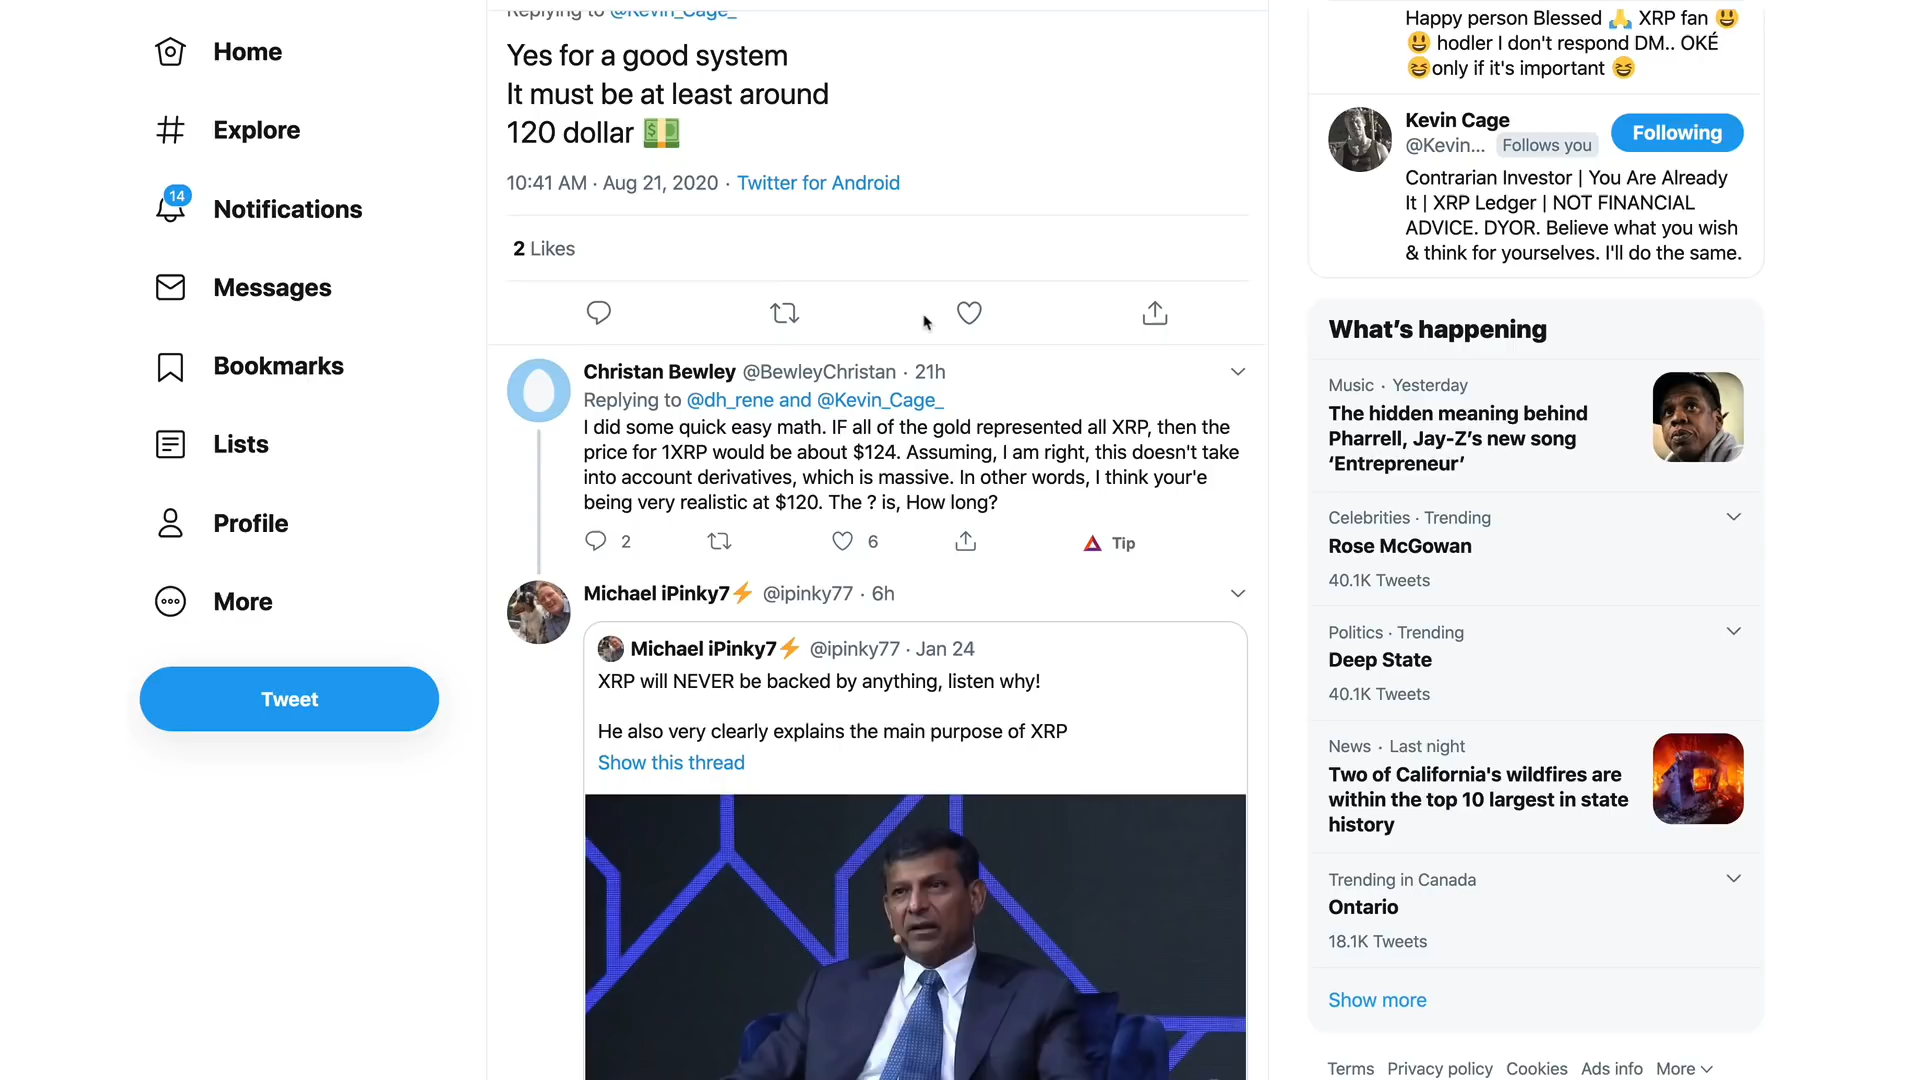 Home
Explore
14
Notifications
Messages
Bookmarks
Lists
Profile
More
Tweet
Replying to @Kevin_Cage_
Yes for a good system
It must be at least around
120 dollar 💵
10:41 AM · Aug 21, 2020 · Twitter for Android
2 Likes
Christan Bewley @BewleyChristan · 21h
Replying to @dh_rene and @Kevin_Cage_
I did some quick easy math. IF all of the gold represented all XRP, then the
price for 1XRP would be about $124. Assuming, I am right, this doesn't take
into account derivatives, which is massive. In other words, I think your'e
being very realistic at $120. The ? is, How long?
2 6 Tip
Michael iPinky7⚡ @ipinky77 · 6h
Michael iPinky7⚡ @ipinky77 · Jan 24
XRP will NEVER be backed by anything, listen why!
He also very clearly explains the main purpose of XRP
Show this thread
Happy person Blessed 🙏 XRP fan 😃
😃 hodler I don't respond DM.. OKÉ
😆only if it's important 😆
Kevin Cage
@Kevin... Follows you
Following
Contrarian Investor | You Are Already
It | XRP Ledger | NOT FINANCIAL
ADVICE. DYOR. Believe what you wish
& think for yourselves. I'll do the same.
What's happening
Music · Yesterday
The hidden meaning behind
Pharrell, Jay-Z's new song
‘Entrepreneur’
Celebrities · Trending
Rose McGowan
40.1K Tweets
Politics · Trending
Deep State
40.1K Tweets
News · Last night
Two of California's wildfires are
within the top 10 largest in state
history
Trending in Canada
Ontario
18.1K Tweets
Show more
Terms Privacy policy Cookies Ads info More